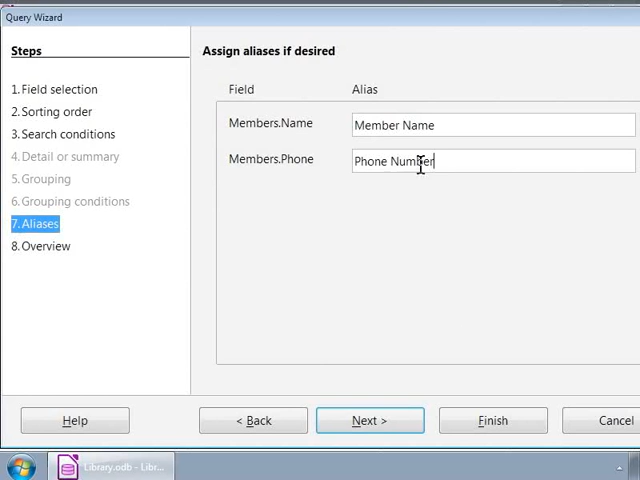 Query Wizard
Steps
1. Field selection
2. Sorting order
3. Search conditions
4. Detail or summary
5. Grouping
6. Grouping conditions
7. Aliases
8. Overview
Assign aliases if desired
Field Alias
Members.Name Member Name
Members.Phone Phone Number
Help < Back Next > Finish Cancel
Library.odb - Libr...